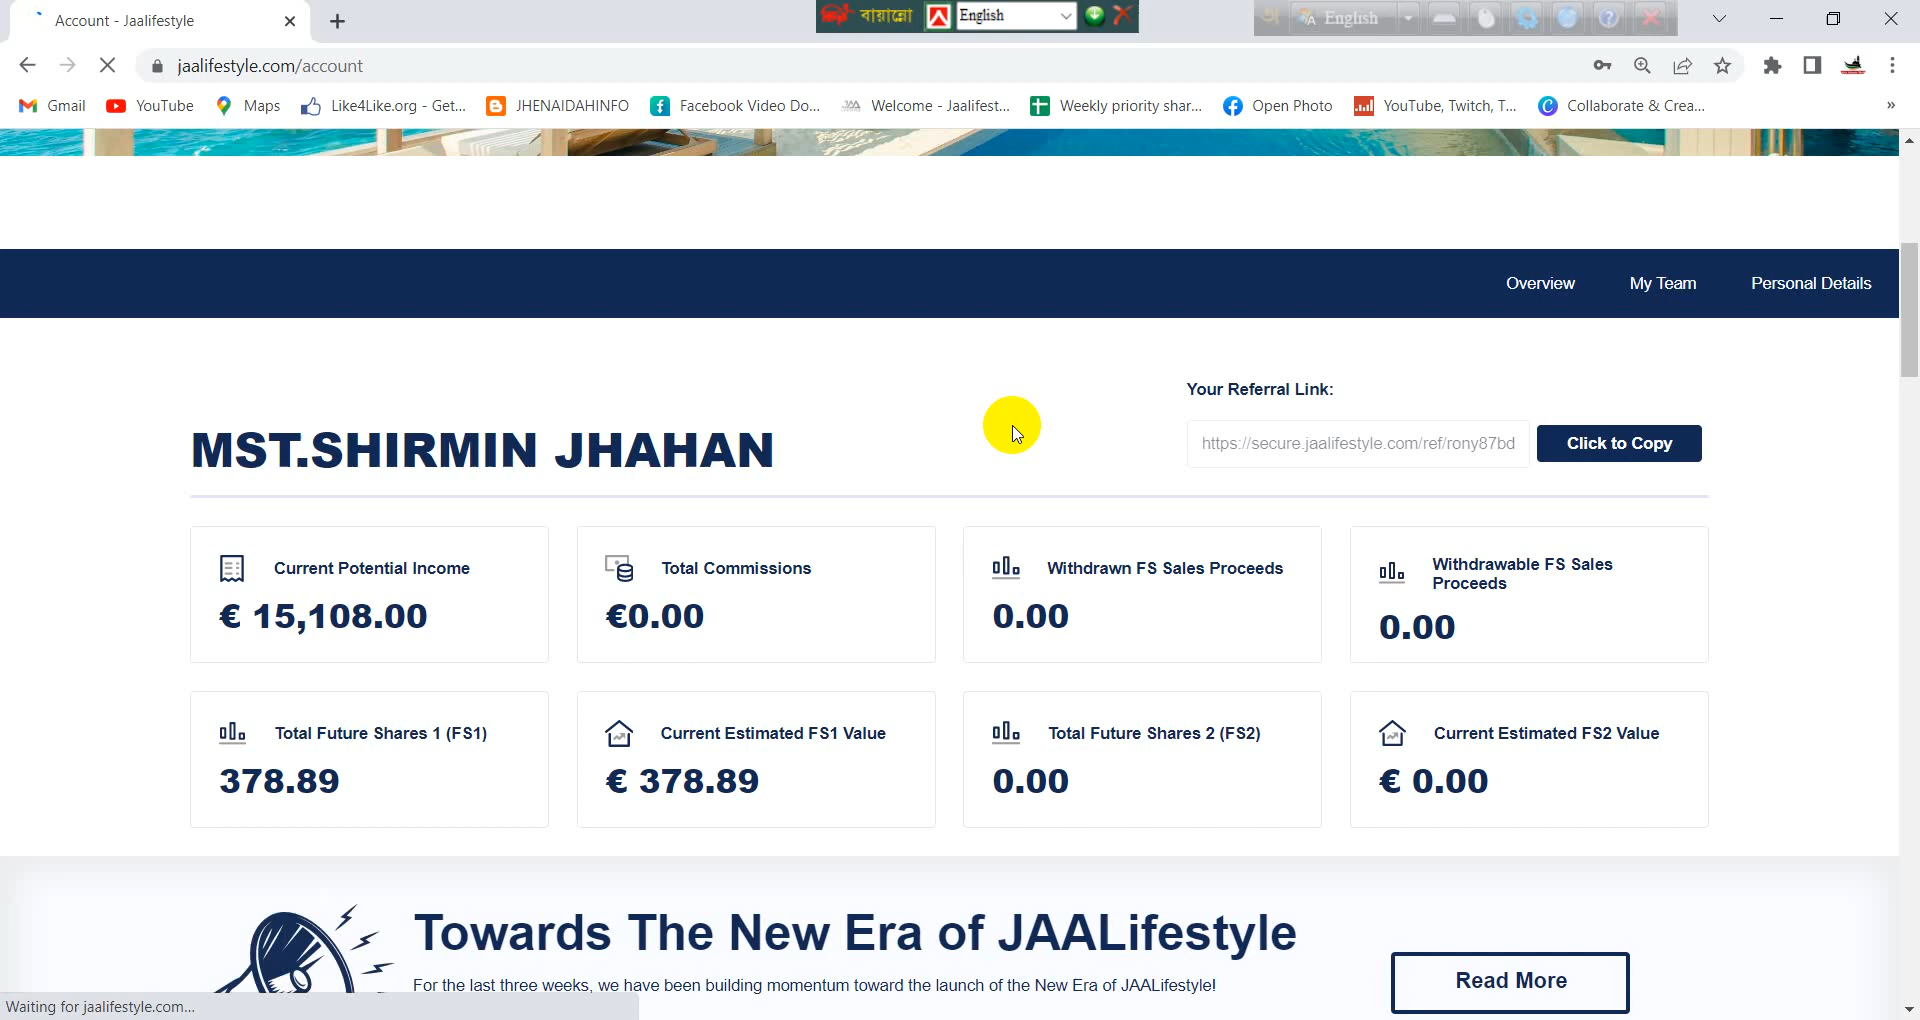 Account - Jaalifestyle
বায়ান্নো
English
English
jaalifestyle.com/account
Gmail
YouTube
Maps
Like4Like.org - Get...
JHENAIDAHINFO
Facebook Video Do...
Welcome - Jaalifest...
Weekly priority shar...
Open Photo
YouTube, Twitch, T...
Collaborate & Crea...
Overview
My Team
Personal Details
Your Referral Link:
MST.SHIRMIN JHAHAN
https://secure.jaalifestyle.com/ref/rony87bd
Click to Copy
Current Potential Income
€ 15,108.00
Total Commissions
€0.00
Withdrawn FS Sales Proceeds
0.00
Withdrawable FS Sales
Proceeds
0.00
Total Future Shares 1 (FS1)
378.89
Current Estimated FS1 Value
€ 378.89
Total Future Shares 2 (FS2)
0.00
Current Estimated FS2 Value
€ 0.00
Towards The New Era of JAALifestyle
For the last three weeks, we have been building momentum toward the launch of the New Era of JAALifestyle!
Read More
Waiting for jaalifestyle.com...